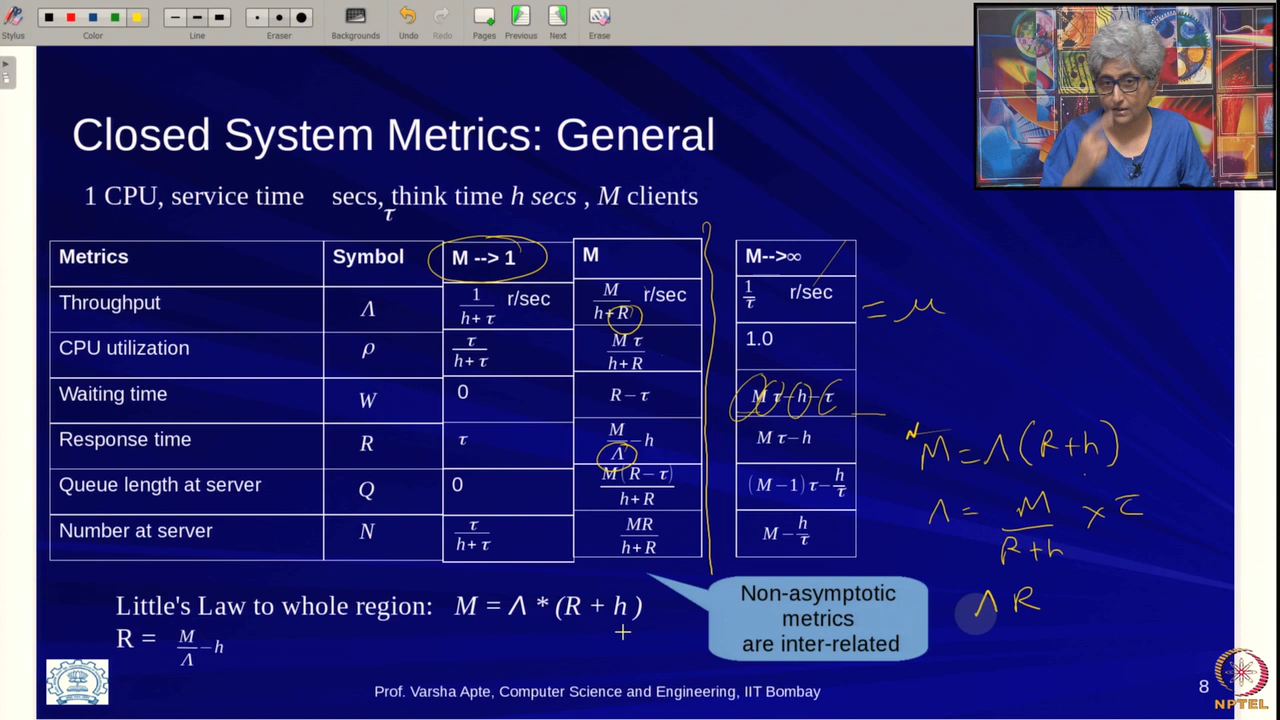 Stylus Color Line Eraser Backgrounds Undo Redo Pages Previous Next Erase
Closed System Metrics: General
1 CPU, service time τ secs, think time h secs , M clients
Metrics Symbol M --> 1 M M-->∞
Throughput Λ 1/(h+τ) r/sec M/(h+R) r/sec 1/τ r/sec = μ
CPU utilization ρ τ/(h+τ) Mτ/(h+R) 1.0
Waiting time W 0 R−τ Mτ−h−τ
Response time R τ M/Λ−h Mτ−h
Queue length at server Q 0 M(R−τ)/(h+R) (M−1)τ−h/τ
Number at server N τ/(h+τ) MR/(h+R) M−h/τ
N
M = Λ(R+h)
Λ = M/(R+h) × τ
Λ R
Little's Law to whole region: M = Λ * (R + h )
R = M/Λ −h
Non-asymptotic
metrics
are inter-related
Prof. Varsha Apte, Computer Science and Engineering, IIT Bombay
8
NPTEL